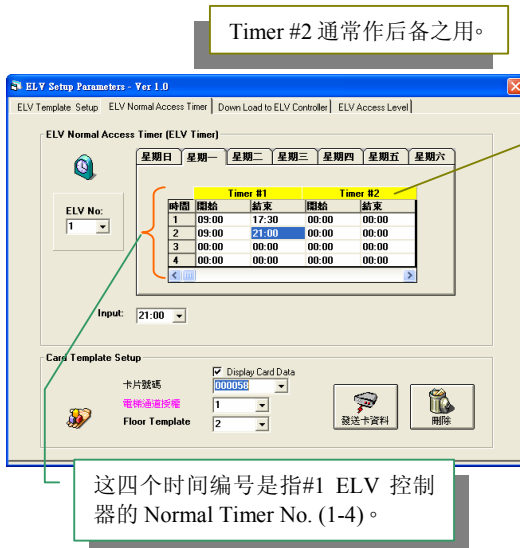 Timer #2 通常作后备之用。
ELV Setup Parameters - Ver 1.0
ELV Template Setup ELV Normal Access Timer Down Load to ELV Controller ELV Access Level
ELV Normal Access Timer (ELV Timer)
星期日 星期一 星期二 星期三 星期四 星期五 星期六
Timer #1 Timer #2
時間 開始 結束 開始 結束
1 09:00 17:30 00:00 00:00
2 09:00 21:00 00:00 00:00
3 00:00 00:00 00:00 00:00
4 00:00 00:00 00:00 00:00
ELV No:
1
Input: 21:00
Card Template Setup
Display Card Data
卡片號碼 000058
電梯通道授權 1
Floor Template 2
發送卡資料 刪除
这四个时间编号是指#1 ELV 控制
器的 Normal Timer No. (1-4)。